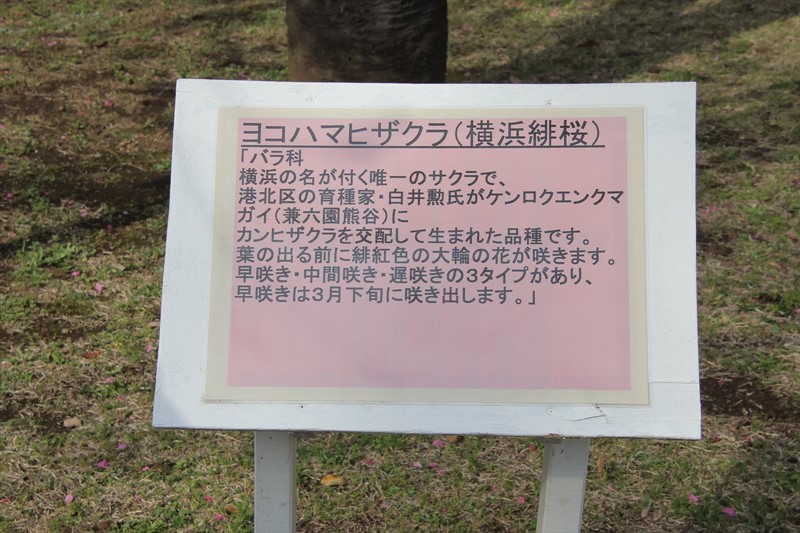 ヨコハマヒザクラ（横浜緋桜）
「バラ科
横浜の名が付く唯一のサクラで、
港北区の育種家・白井勲氏がケンロクエンクマ
ガイ（兼六園熊谷）に
カンヒザクラを交配して生まれた品種です。
葉の出る前に緋紅色の大輪の花が咲きます。
早咲き・中間咲き・遅咲きの３タイプがあり、
早咲きは３月下旬に咲き出します。」